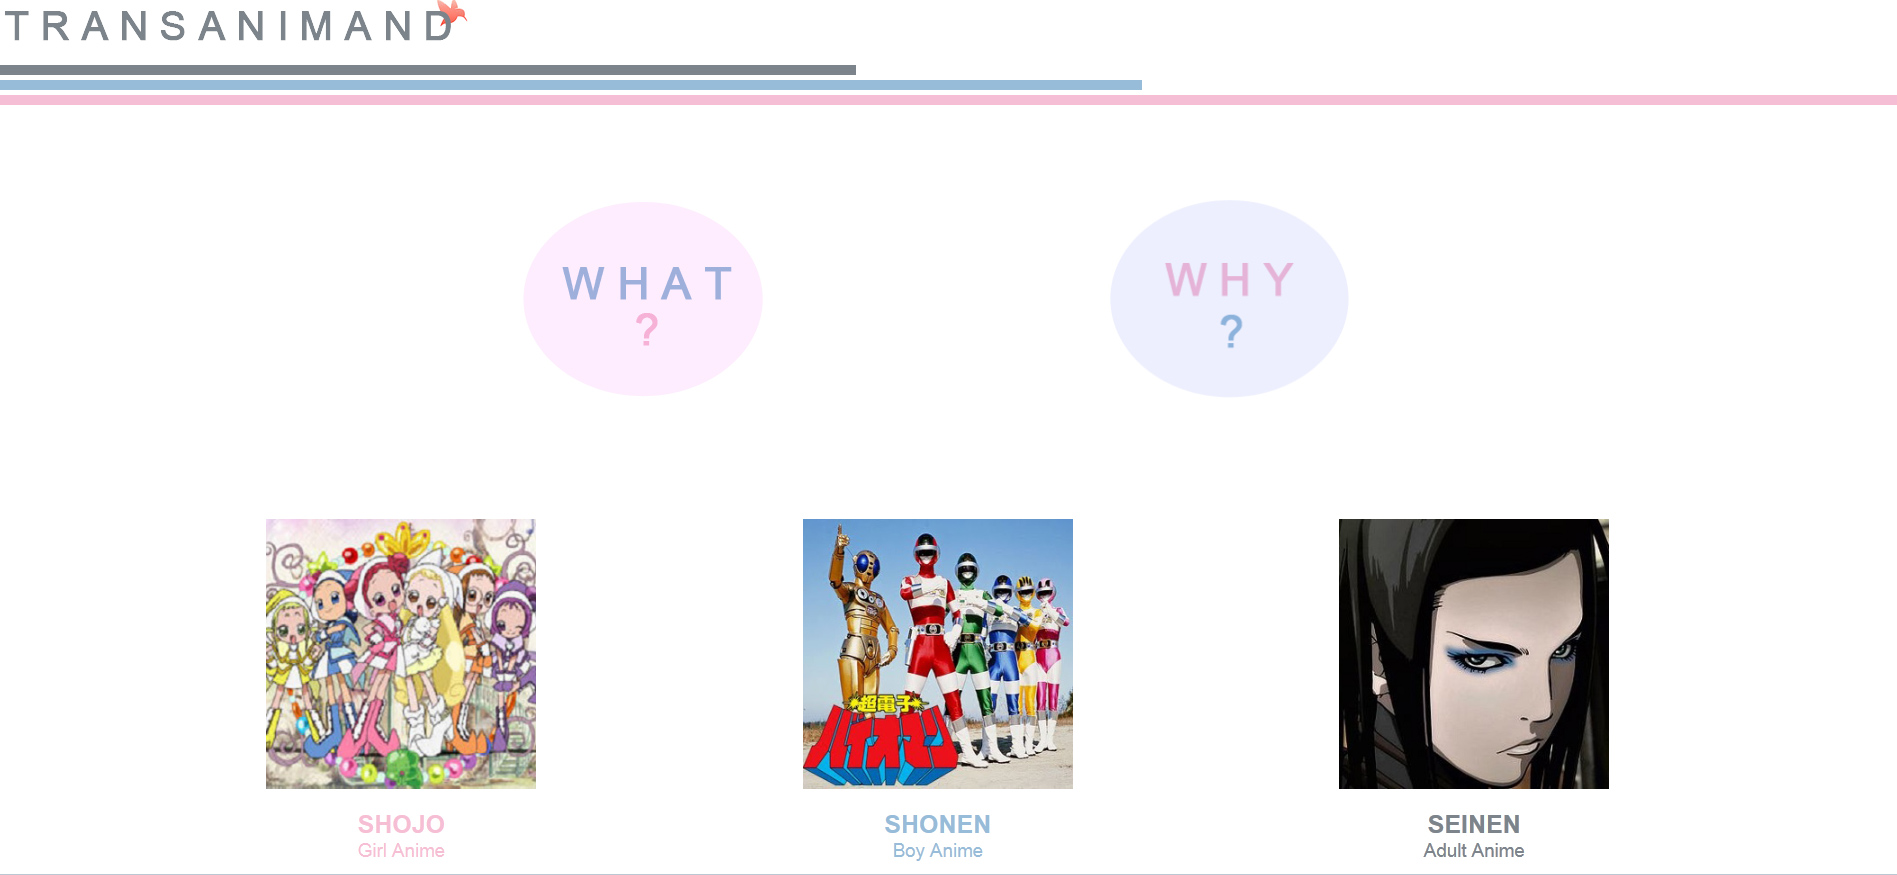 TRANSANIMAND
WHAT
?
WHY
?
超電子
バイオマン
SHOJO
Girl Anime
SHONEN
Boy Anime
SEINEN
Adult Anime